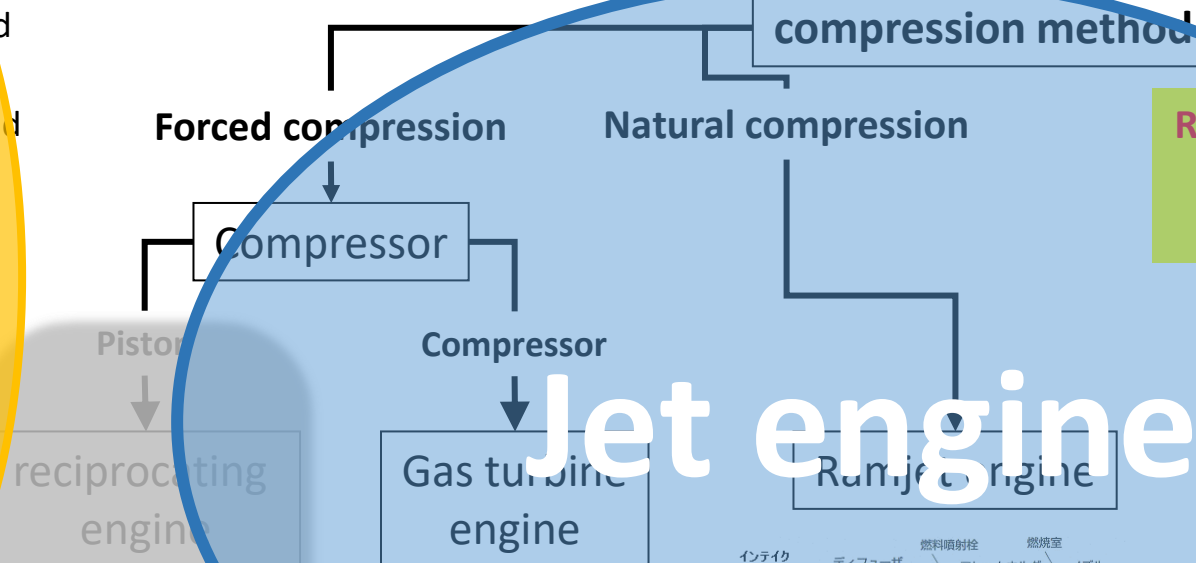 compression method
Forced compression
Natural compression
Compressor
Piston
Compressor
Jet engine
reciprocating
engine
Gas turbine
engine
Ramjet engine
インテイク
燃料噴射栓
燃焼室